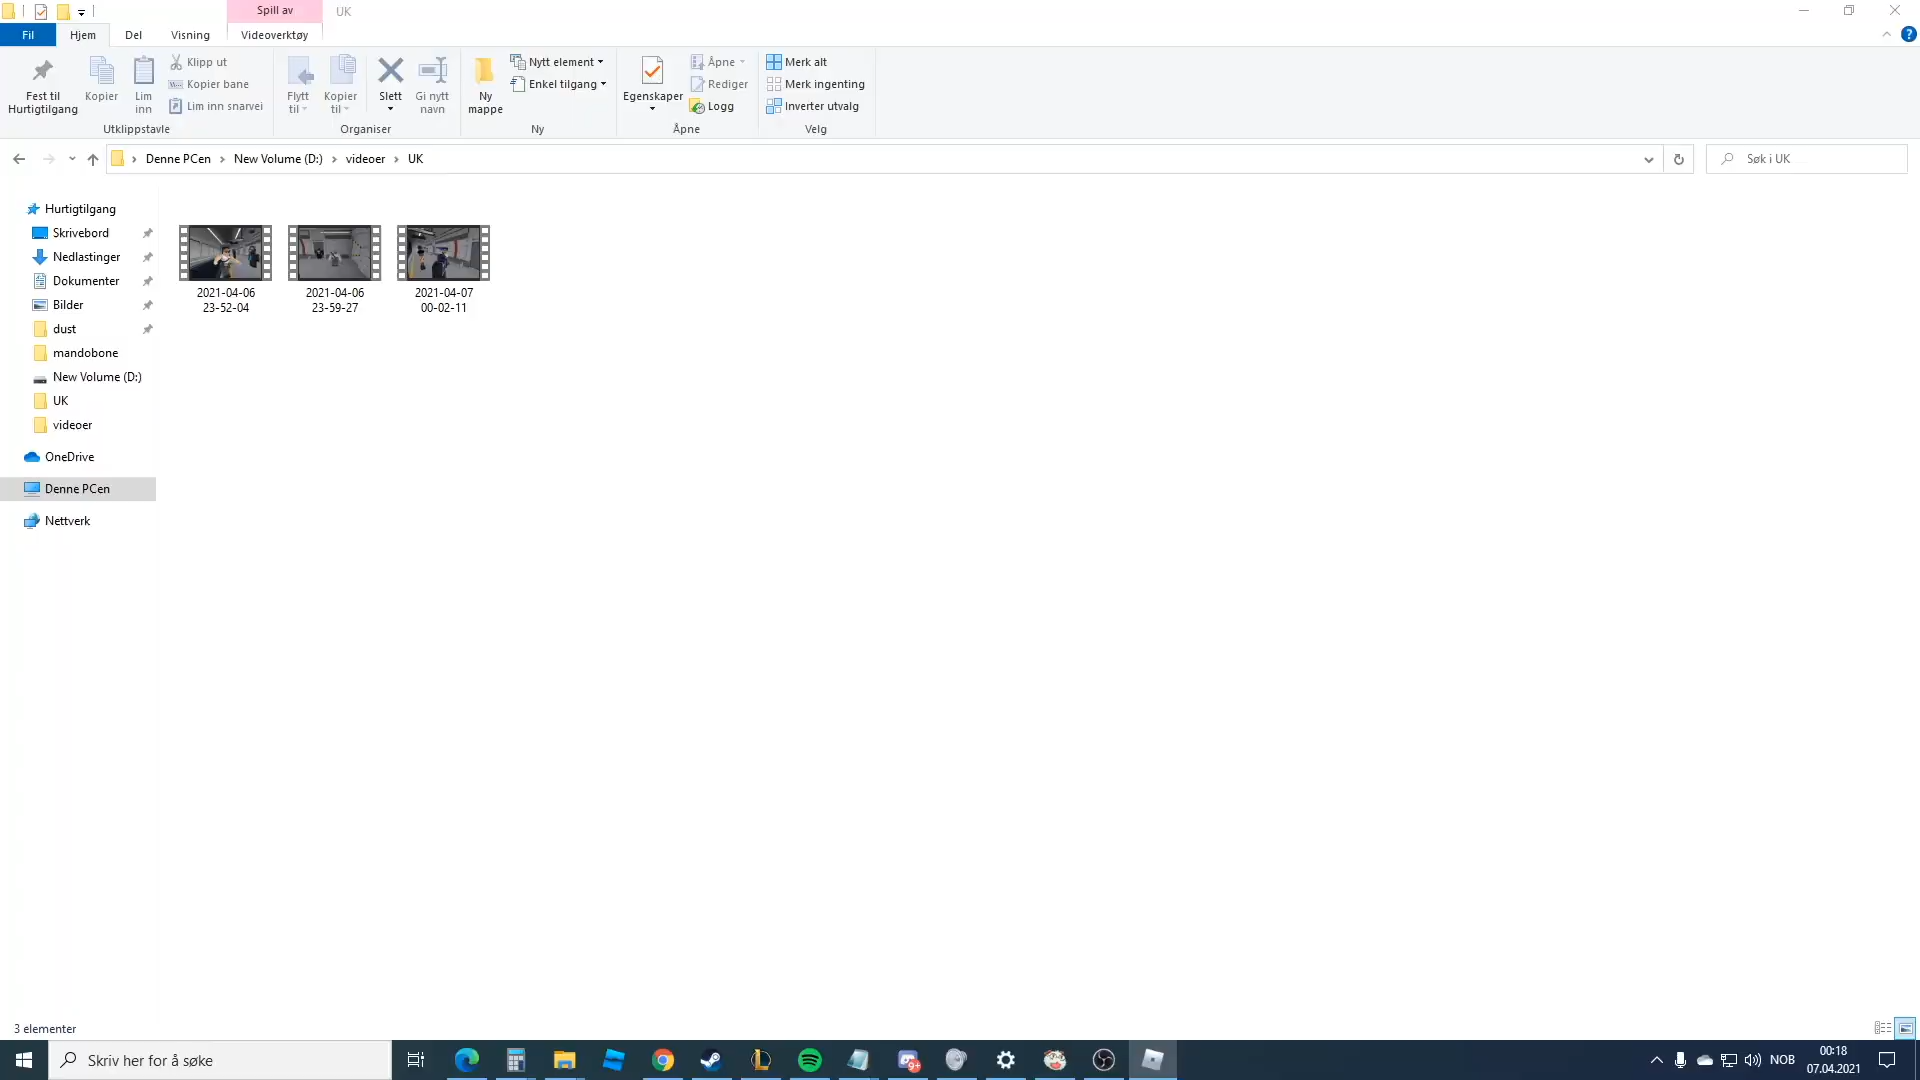 Spill av
UK
Fil
Hjem
Del
Visning
Videoverktøy
Fest til
Hurtigtilgang
Kopier
Lim
inn
Klipp ut
Kopier bane
Lim inn snarvei
Utklippstavle
Flytt
til
Kopier
til
Slett
Gi nytt
navn
Organiser
Ny
mappe
Nytt element
Enkel tilgang
Ny
Egenskaper
Åpne
Rediger
Logg
Åpne
Merk alt
Merk ingenting
Inverter utvalg
Velg
Denne PCen
New Volume (D:)
videoer
UK
Søk i UK
Hurtigtilgang
Skrivebord
Nedlastinger
Dokumenter
Bilder
dust
mandobone
New Volume (D:)
UK
videoer
OneDrive
Denne PCen
Nettverk
2021-04-06
23-52-04
2021-04-06
23-59-27
2021-04-07
00-02-11
3 elementer
Skriv her for å søke
9+
NOB
00:18
07.04.2021